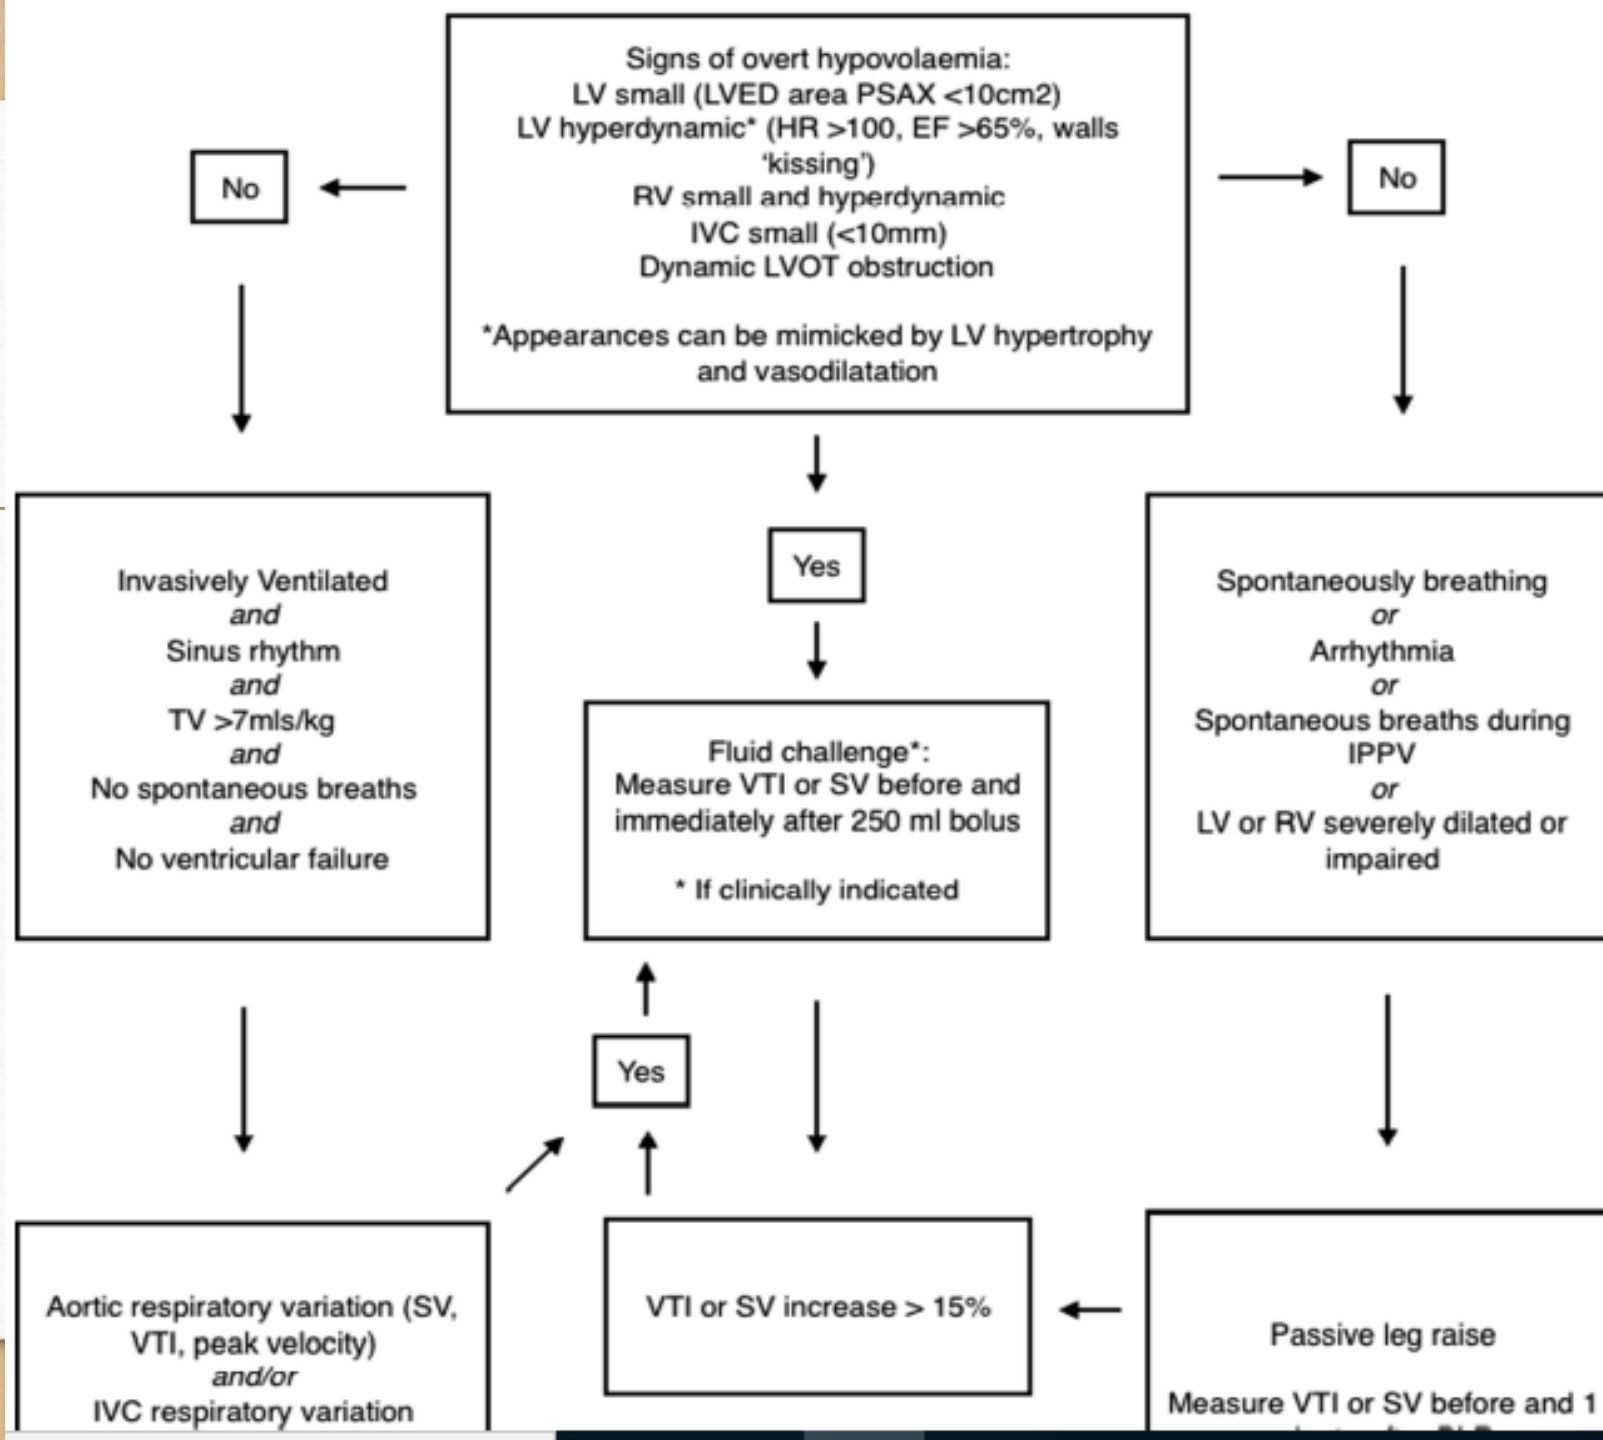 Signs of overt hypovolaemia:
LV small (LVED area PSAX <10cm2)
LV hyperdynamic* (HR >100, EF >65%, walls
‘kissing’)
RV small and hyperdynamic
IVC small (<10mm)
Dynamic LVOT obstruction
*Appearances can be mimicked by LV hypertrophy
and vasodilatation
No
No
Yes
Invasively Ventilated
and
Sinus rhythm
and
TV >7mls/kg
and
No spontaneous breaths
and
No ventricular failure
Fluid challenge*:
Measure VTI or SV before and
immediately after 250 ml bolus
* If clinically indicated
Spontaneously breathing
or
Arrhythmia
or
Spontaneous breaths during
IPPV
or
LV or RV severely dilated or
impaired
Yes
Aortic respiratory variation (SV,
VTI, peak velocity)
and/or
IVC respiratory variation
VTI or SV increase > 15%
Passive leg raise
Measure VTI or SV before and 1